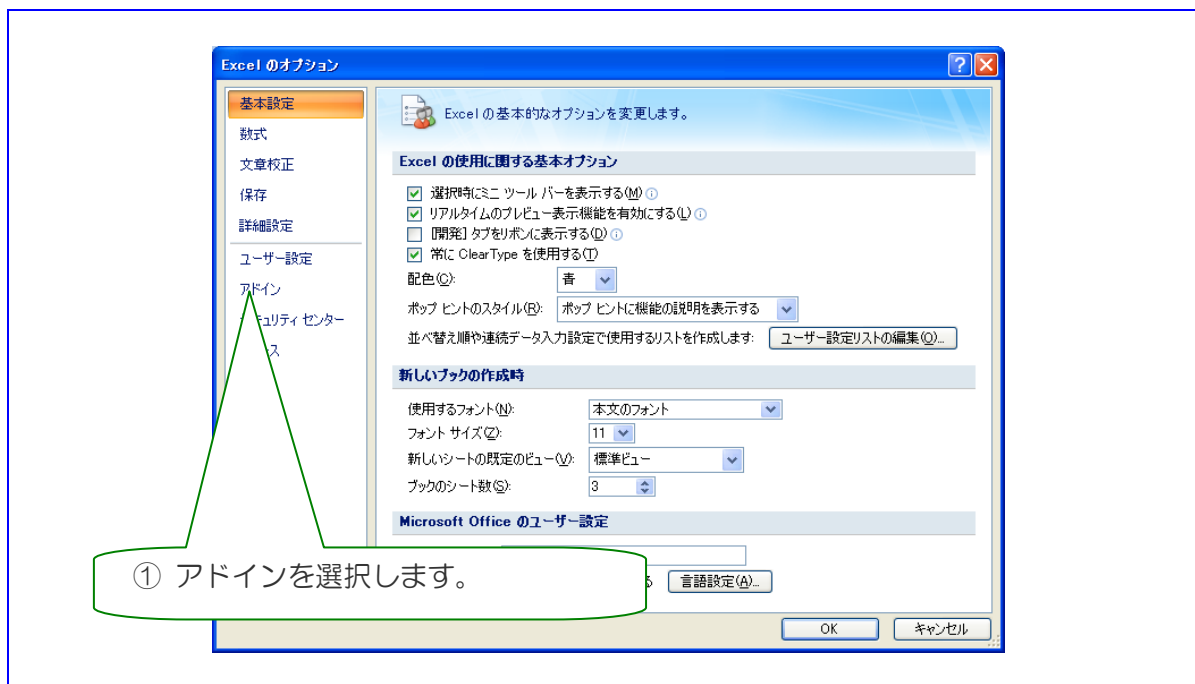 Excel のオプション
基本設定
数式
文章校正
保存
詳細設定
ユーザー設定
アドイン
キュリティ センター
ス
Excel の基本的なオプションを変更します。
Excel の使用に関する基本オプション
選択時にミニ ツール バーを表示する(M)
リアルタイムのプレビュー表示機能を有効にする(L)
[開発] タブをリボンに表示する(D)
常に ClearType を使用する(T)
配色(C): 青
ポップ ヒントのスタイル(R): ポップ ヒントに機能の説明を表示する
並べ替え順や連続データ入力設定で使用するリストを作成します: ユーザー設定リストの編集(O)...
新しいブックの作成時
使用するフォント(N): 本文のフォント
フォント サイズ(Z): 11
新しいシートの既定のビュー(V): 標準ビュー
ブックのシート数(S): 3
Microsoft Office のユーザー設定
① アドインを選択します。
る 言語設定(A)...
OK キャンセル